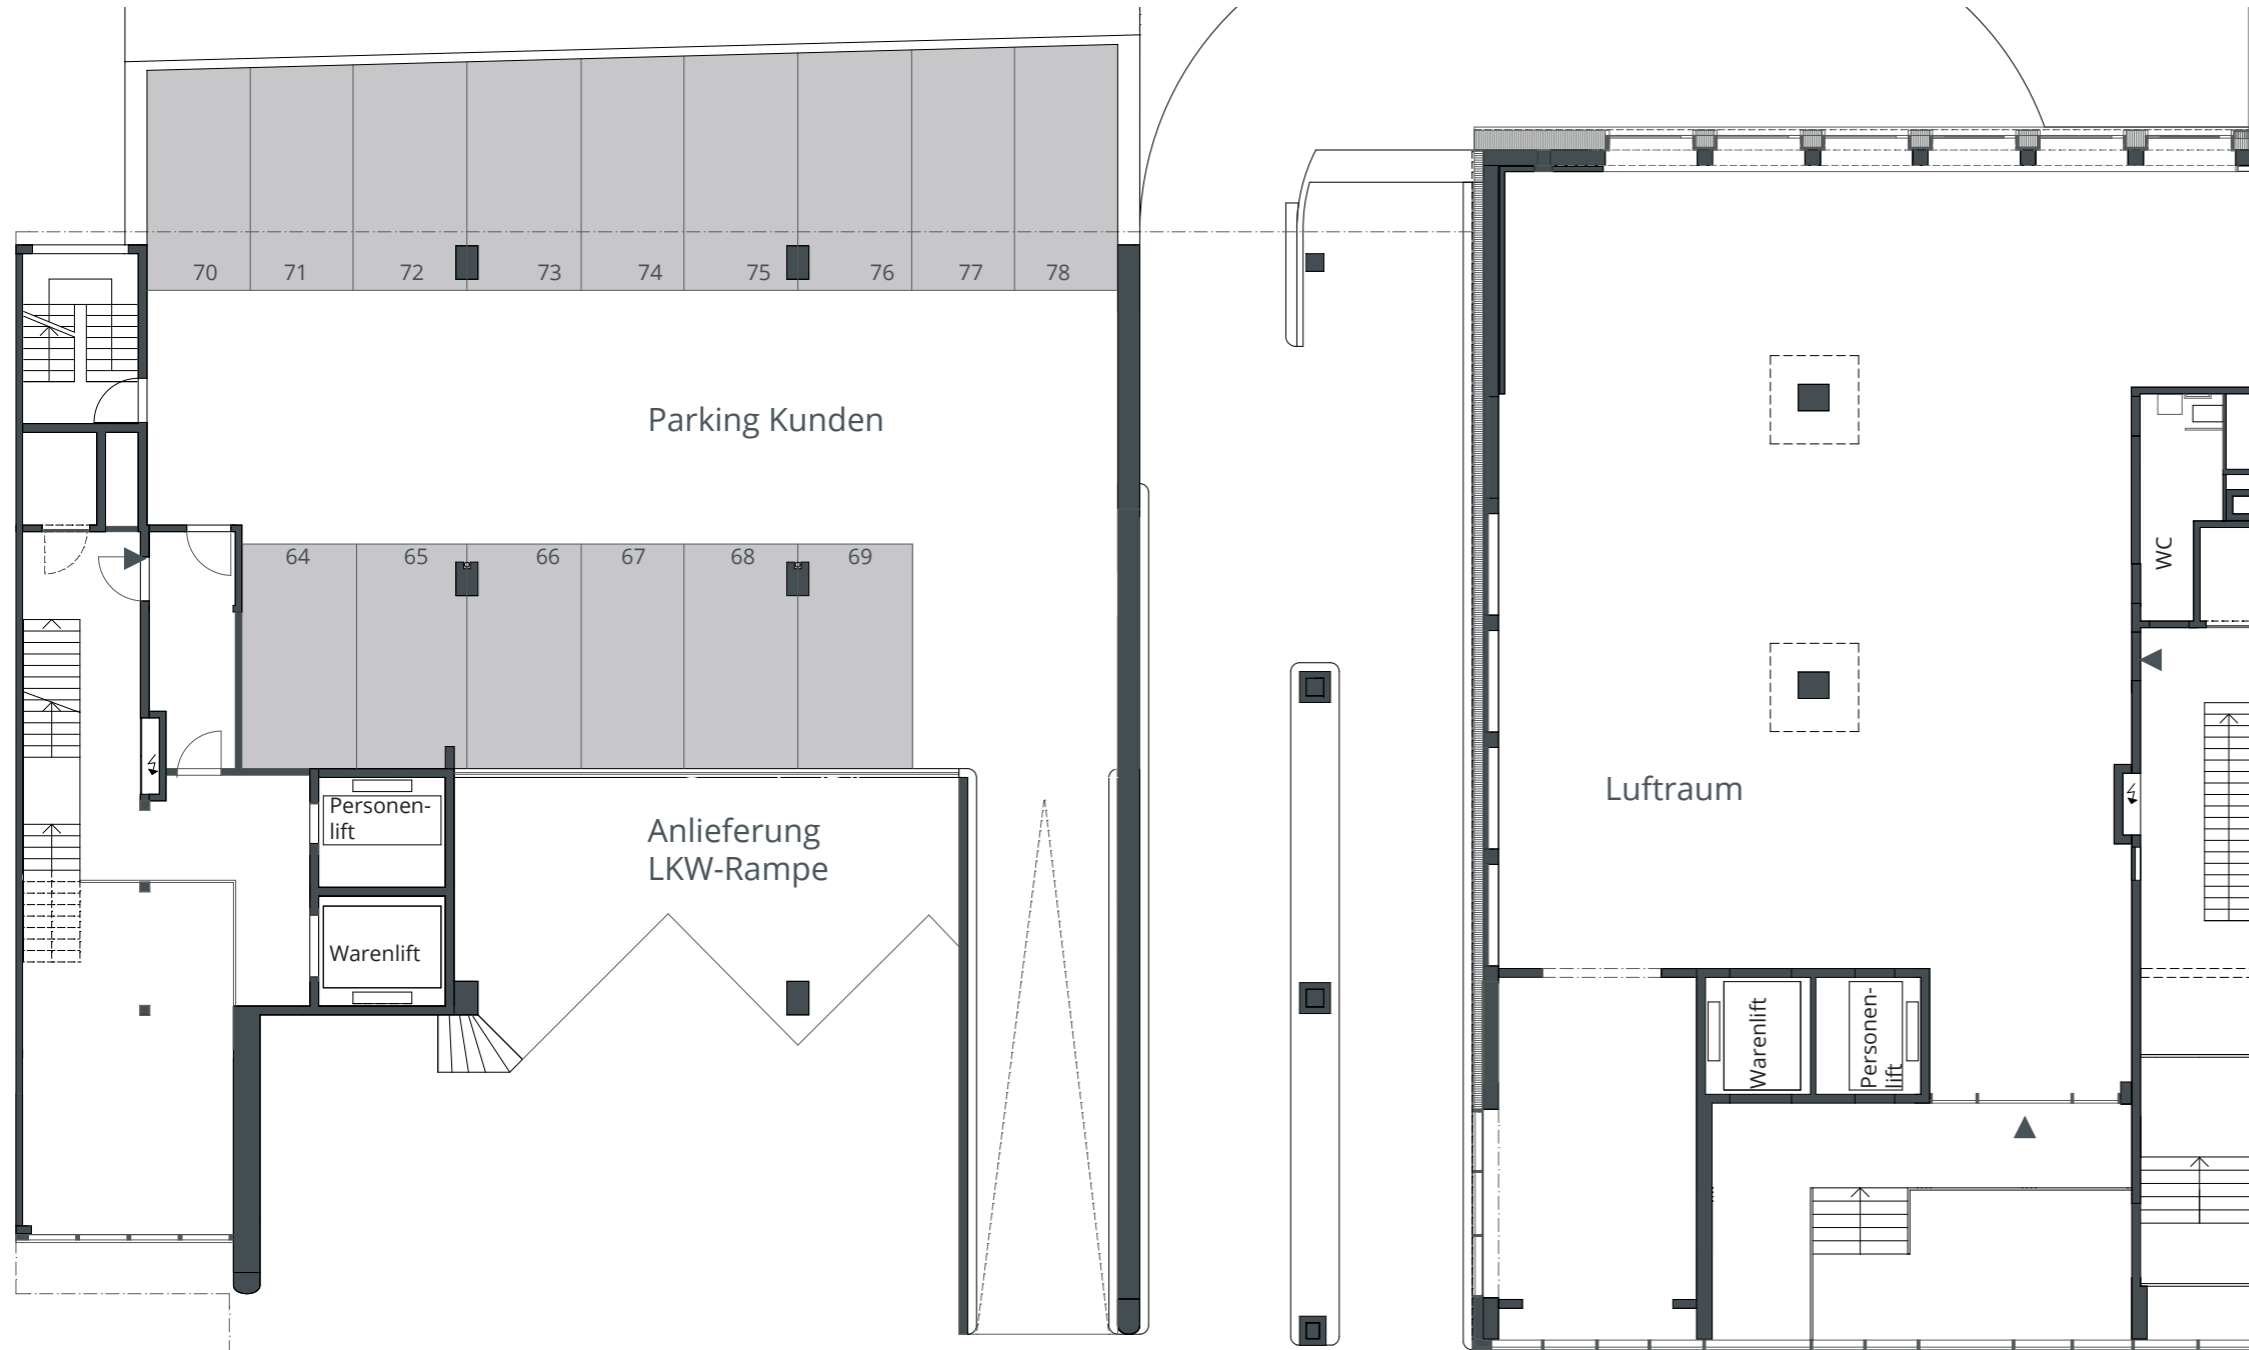 70 71 72 73 74 75 76 77 78
Parking Kunden
64 65 66 67 68 69
WC
Luftraum
Personen-
lift
Anlieferung
LKW-Rampe
Warenlift
Warenlift
Personen-
lift